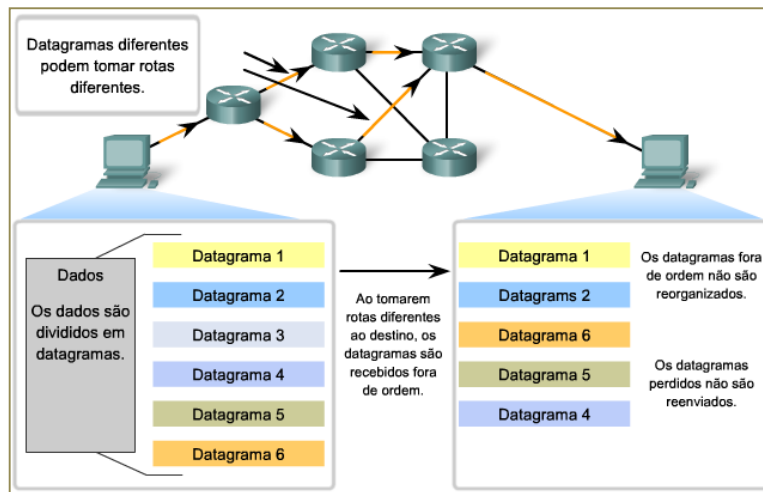 Datagramas diferentes
podem tomar rotas
diferentes.
Dados
Os dados são
divididos em
datagramas.
Datagrama 1
Datagrama 2
Datagrama 3
Datagrama 4
Datagrama 5
Datagrama 6
Ao tomarem
rotas diferentes
ao destino, os
datagramas são
recebidos fora
de ordem.
Datagrama 1
Datagrams 2
Datagrama 6
Datagrama 5
Datagrama 4
Os datagramas fora
de ordem não são
reorganizados.
Os datagramas
perdidos não são
reenviados.